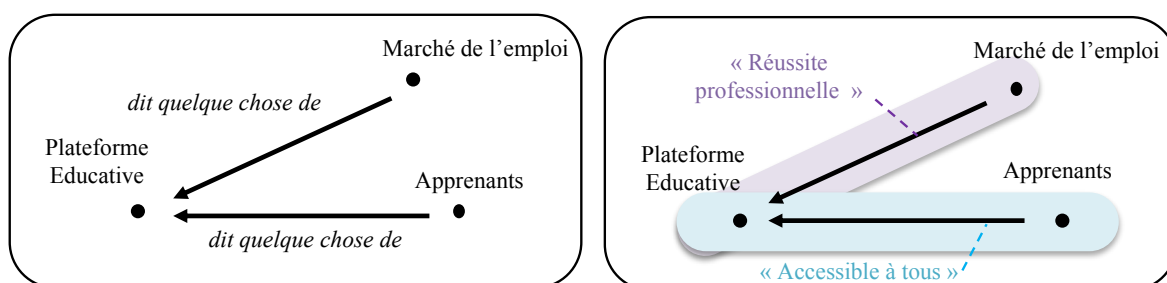 Marché de l’emploi
dit quelque chose de
Plateforme
Educative
Apprenants
dit quelque chose de
Marché de l’emploi
« Réussite
professionnelle »
Plateforme
Educative
Apprenants
« Accessible à tous »